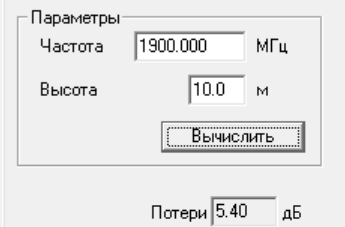 Параметры
Частота 1900.000 МГц
Высота 10.0 м
Вычислить
Потери 5.40 дБ